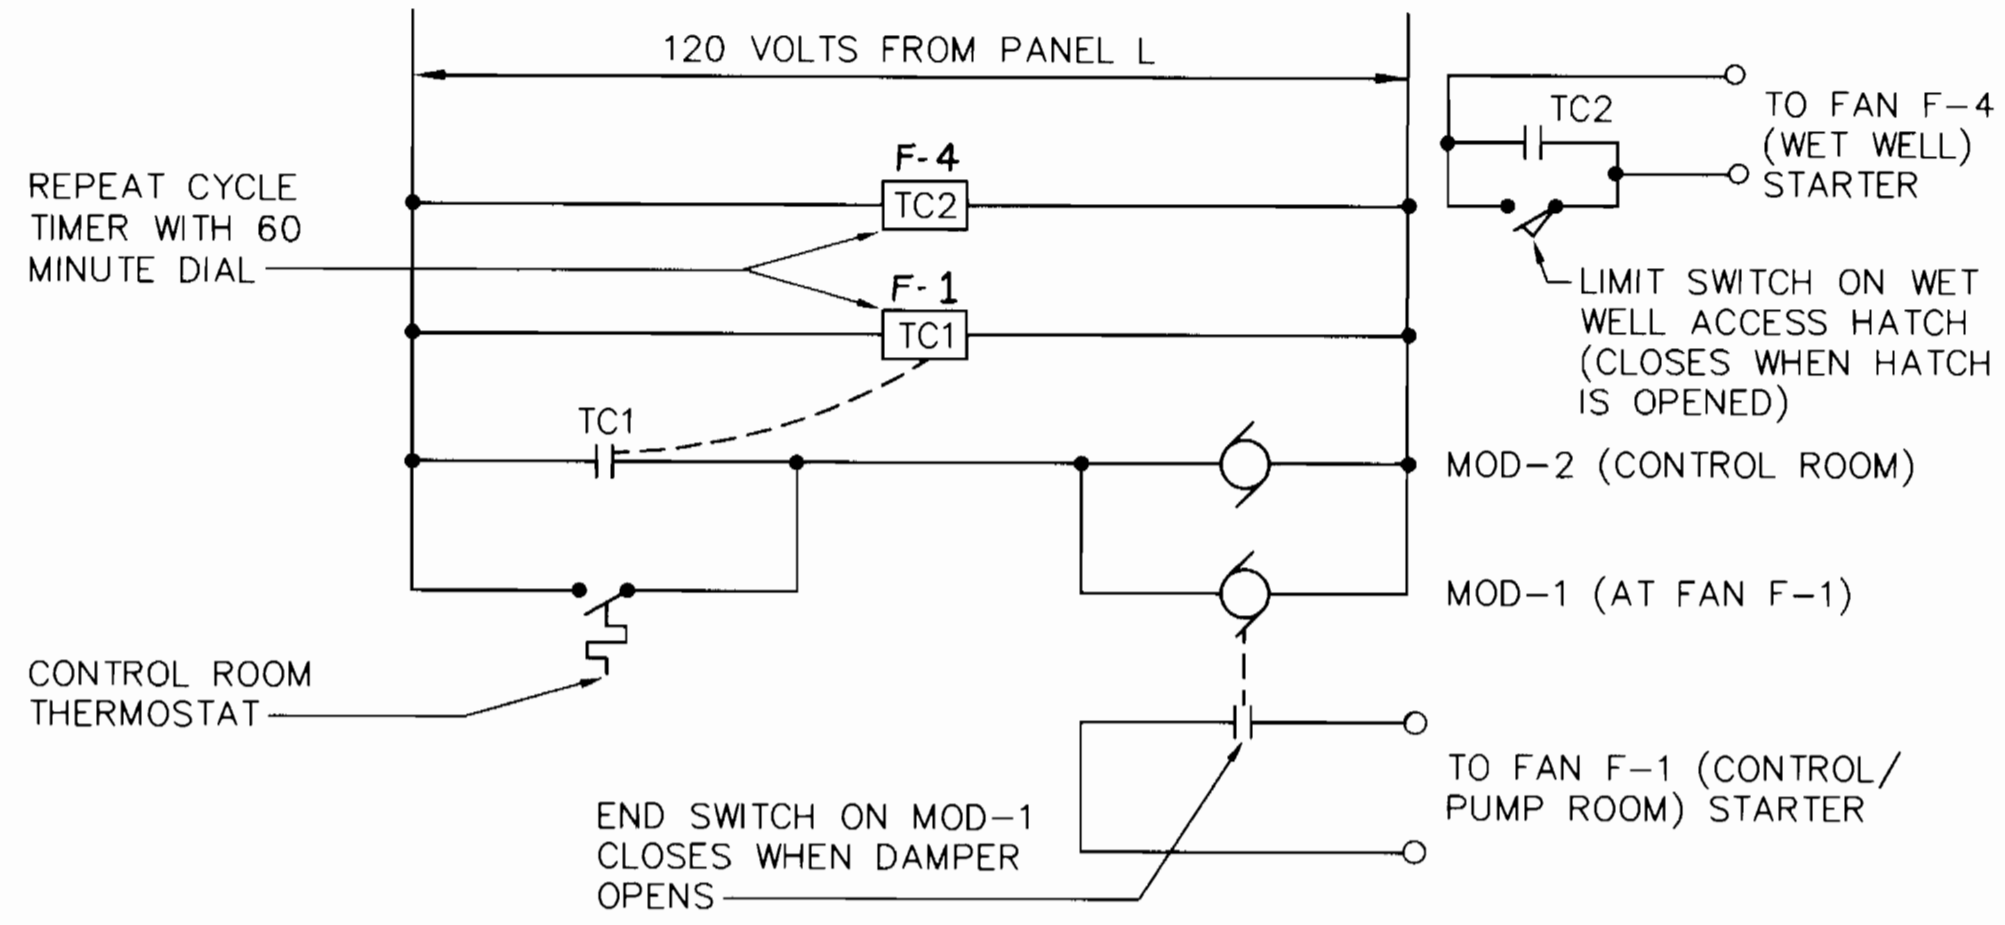 120 VOLTS FROM PANEL L
TC2
TO FAN F-4
(WET WELL)
STARTER
F-4
TC2
REPEAT CYCLE
TIMER WITH 60
MINUTE DIAL
F-1
TC1
LIMIT SWITCH ON WET
WELL ACCESS HATCH
(CLOSES WHEN HATCH
IS OPENED)
TC1
MOD-2 (CONTROL ROOM)
MOD-1 (AT FAN F-1)
CONTROL ROOM
THERMOSTAT
TO FAN F-1 (CONTROL/
PUMP ROOM) STARTER
END SWITCH ON MOD-1
CLOSES WHEN DAMPER
OPENS